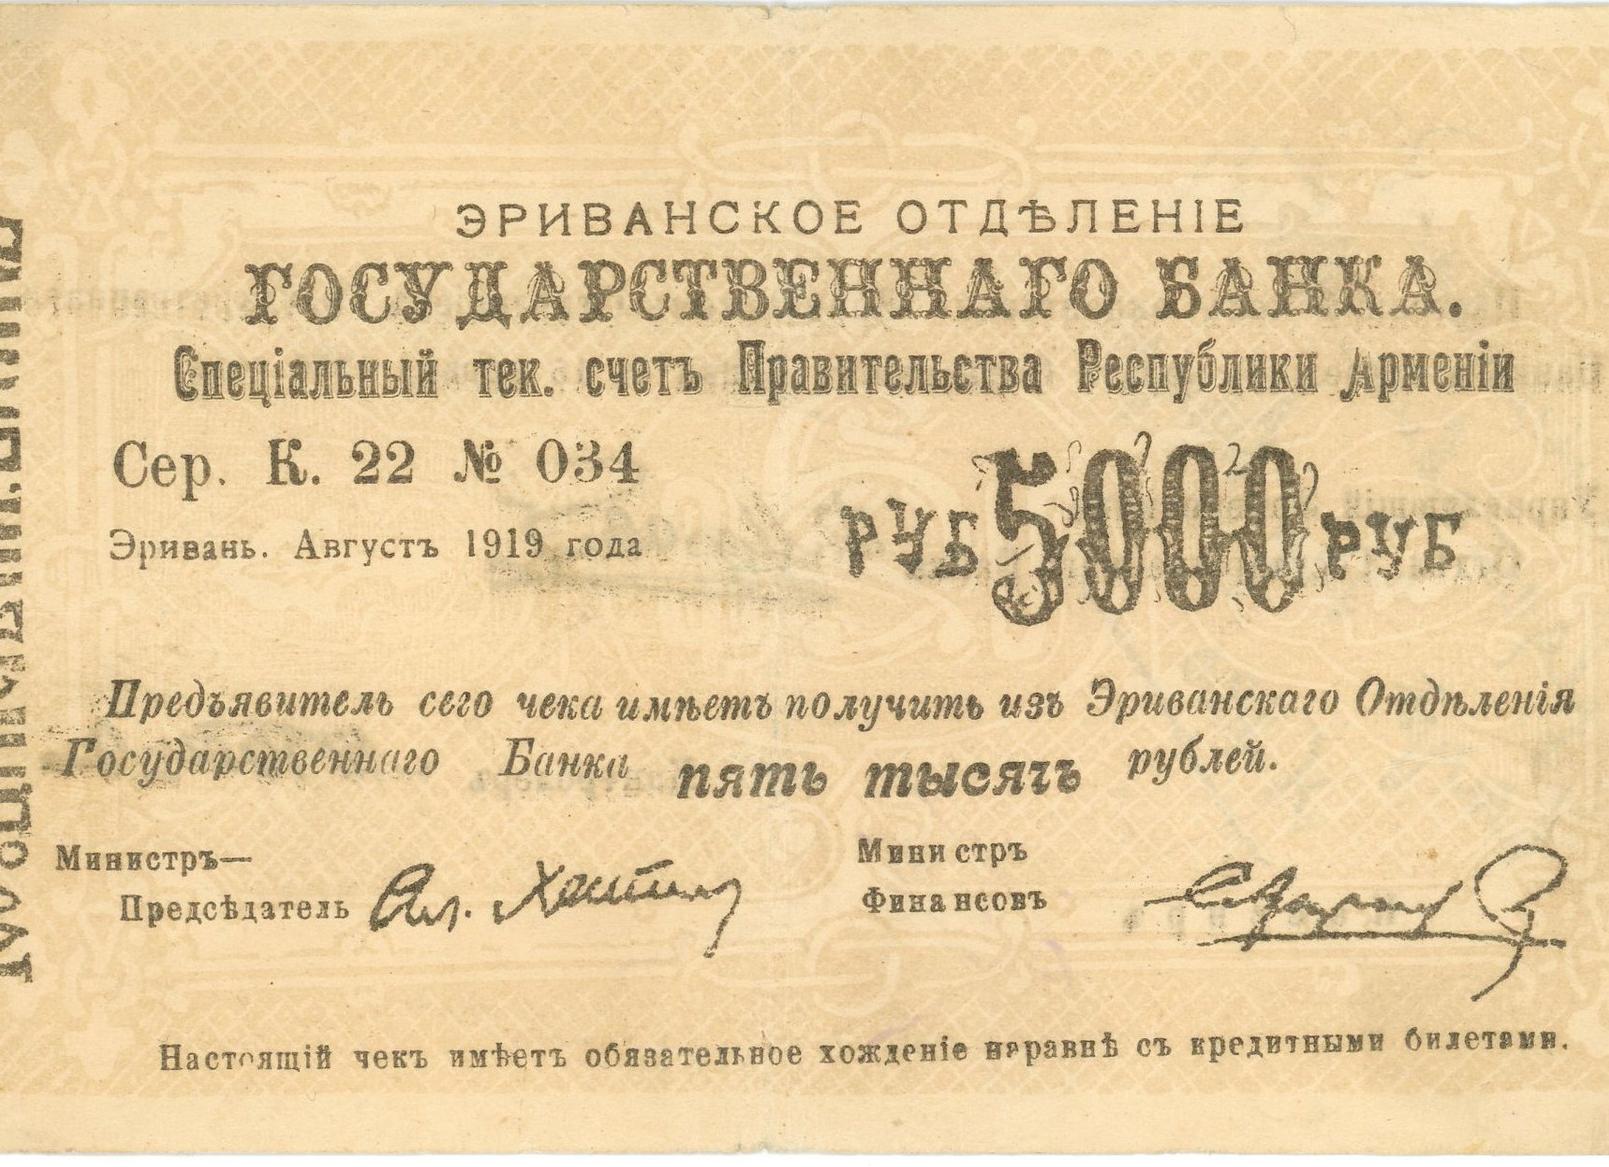 ЭРИВАНСКОЕ ОТДѢЛЕНІЕ
ГОСУДАРСТВЕННАГО БАНКА.
Спеціальный тек. счетъ Правительства Республики Арменіи
Сер. К. 22 № 034
РУБ 5000 РУБ
Эривань. Августъ 1919 года
Предъявитель сего чека имѣетъ получить изъ Эриванскаго Отдѣленія
Государственнаго Банка пять тысячъ рублей.
Министръ—
Предсѣдатель
Министръ
Финансовъ
Настоящій чекъ имѣетъ обязательное хожденіе наравнѣ съ кредитными билетами.